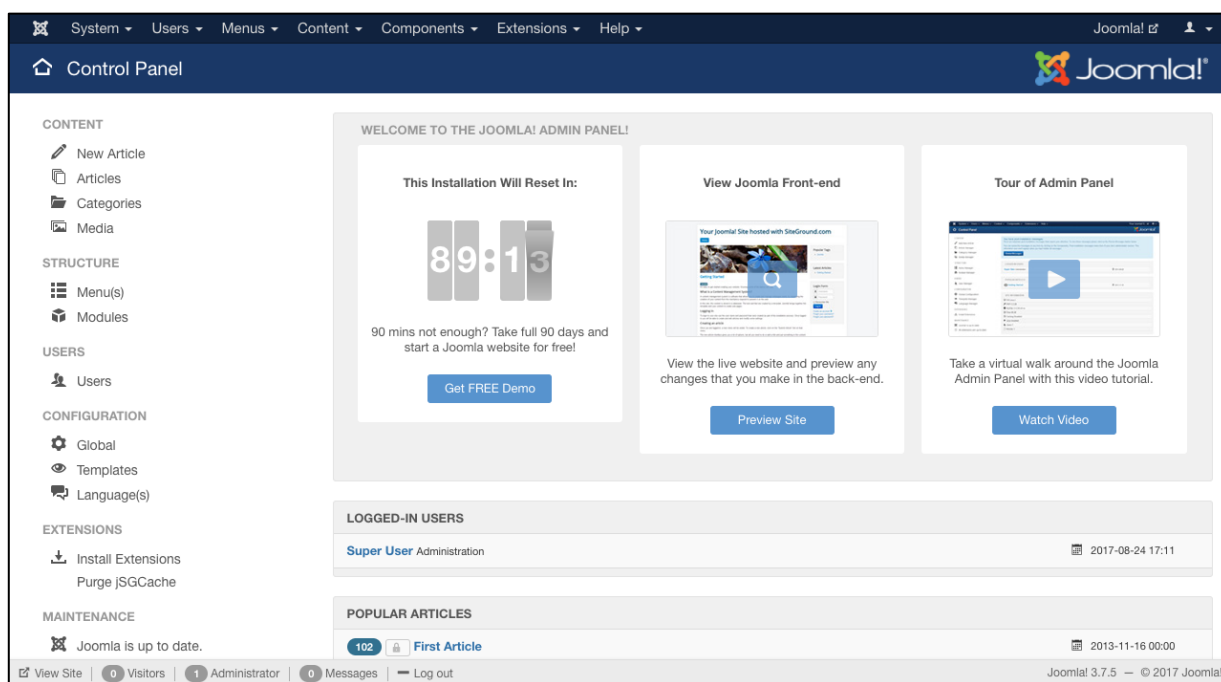 System Users Menus Content Components Extensions Help Joomla!
Control Panel
Joomla!®
CONTENT
New Article
Articles
Categories
Media
STRUCTURE
Menu(s)
Modules
USERS
Users
CONFIGURATION
Global
Templates
Language(s)
EXTENSIONS
Install Extensions
Purge jSGCache
MAINTENANCE
Joomla is up to date.
WELCOME TO THE JOOMLA! ADMIN PANEL!
This Installation Will Reset In:
89:13
90 mins not enough? Take full 90 days and
start a Joomla website for free!
Get FREE Demo
View Joomla Front-end
Your Joomla! Site hosted with SiteGround.com
Getting Started
View the live website and preview any
changes that you make in the back-end.
Preview Site
Tour of Admin Panel
Take a virtual walk around the Joomla
Admin Panel with this video tutorial.
Watch Video
LOGGED-IN USERS
Super User Administration 2017-08-24 17:11
POPULAR ARTICLES
102 First Article 2013-11-16 00:00
View Site 0 Visitors 1 Administrator 0 Messages Log out Joomla! 3.7.5 — © 2017 Joomla!